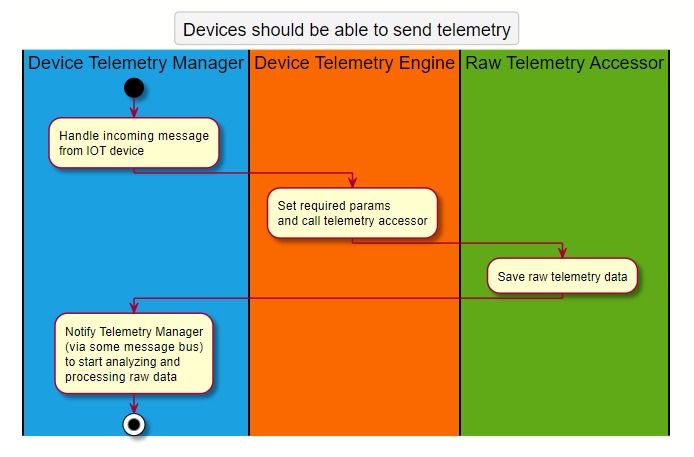 Devices should be able to send telemetry
Device Telemetry Manager
Device Telemetry Engine
Raw Telemetry Accessor
Handle incoming message
from IOT device
Set required params
and call telemetry accessor
Save raw telemetry data
Notify Telemetry Manager
(via some message bus)
to start analyzing and
processing raw data